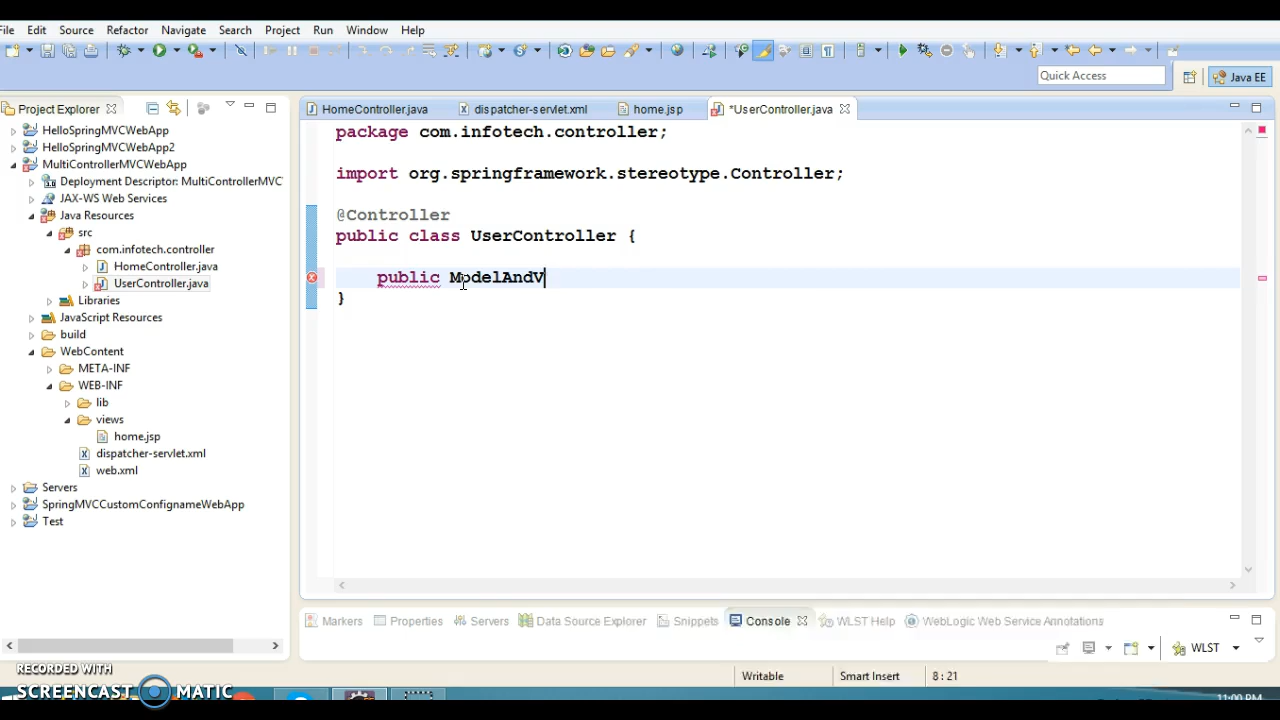 File Edit Source Refactor Navigate Search Project Run Window Help
Quick Access
Java EE
Project Explorer
HomeController.java dispatcher-servlet.xml home.jsp *UserController.java
HelloSpringMVCWebApp
HelloSpringMVCWebApp2
MultiControllerMVCWebApp
Deployment Descriptor: MultiControllerMVC
JAX-WS Web Services
Java Resources
src
com.infotech.controller
HomeController.java
UserController.java
Libraries
JavaScript Resources
build
WebContent
META-INF
WEB-INF
lib
views
home.jsp
dispatcher-servlet.xml
web.xml
Servers
SpringMVCCustomConfignameWebApp
Test
package com.infotech.controller;
import org.springframework.stereotype.Controller;
@Controller
public class UserController {
public ModelAndV
}
Markers Properties Servers Data Source Explorer Snippets Console WLST Help WebLogic Web Service Annotations
WLST
Writable Smart Insert 8 : 21
RECORDED WITH
SCREENCAST MATIC
11:00 PM